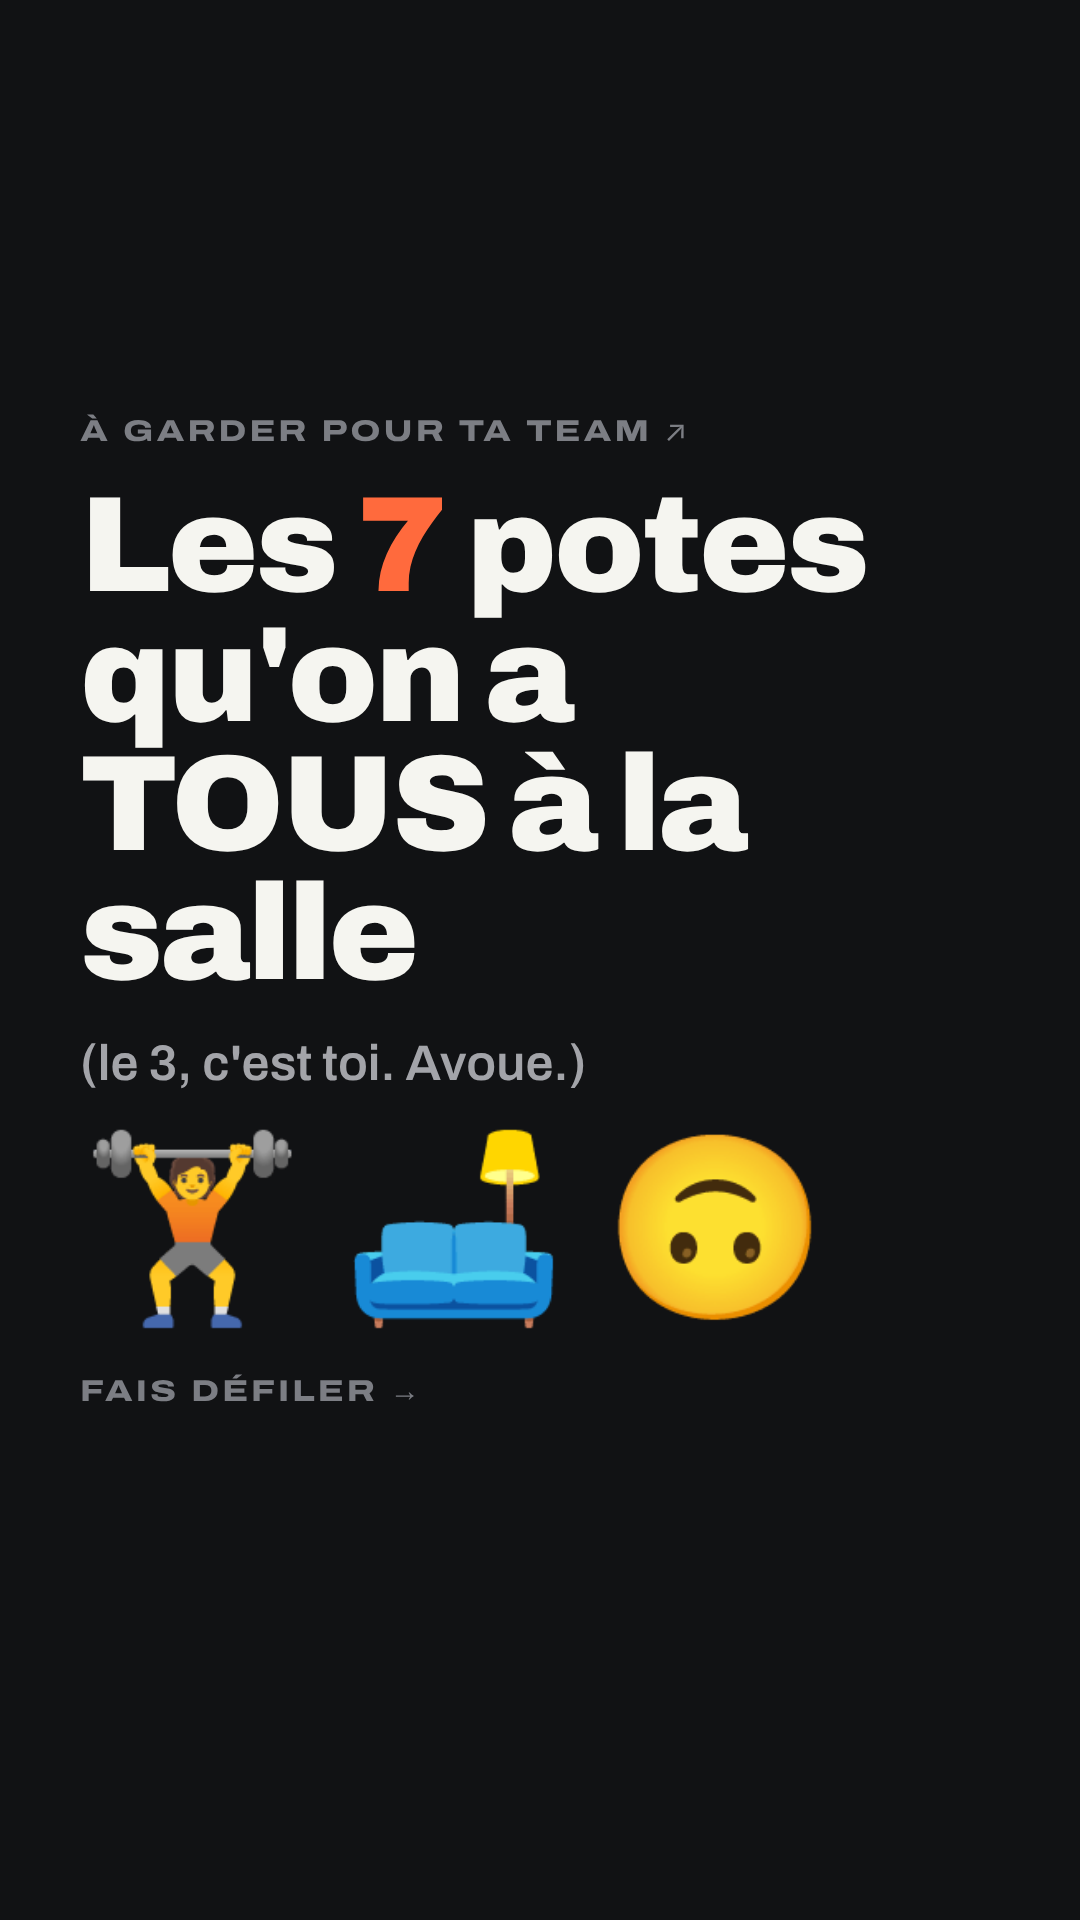 À GARDER POUR TA TEAM ↗
Les 7 potes
qu'on a
TOUS à la
salle
(le 3, c'est toi. Avoue.)
FAIS DÉFILER →